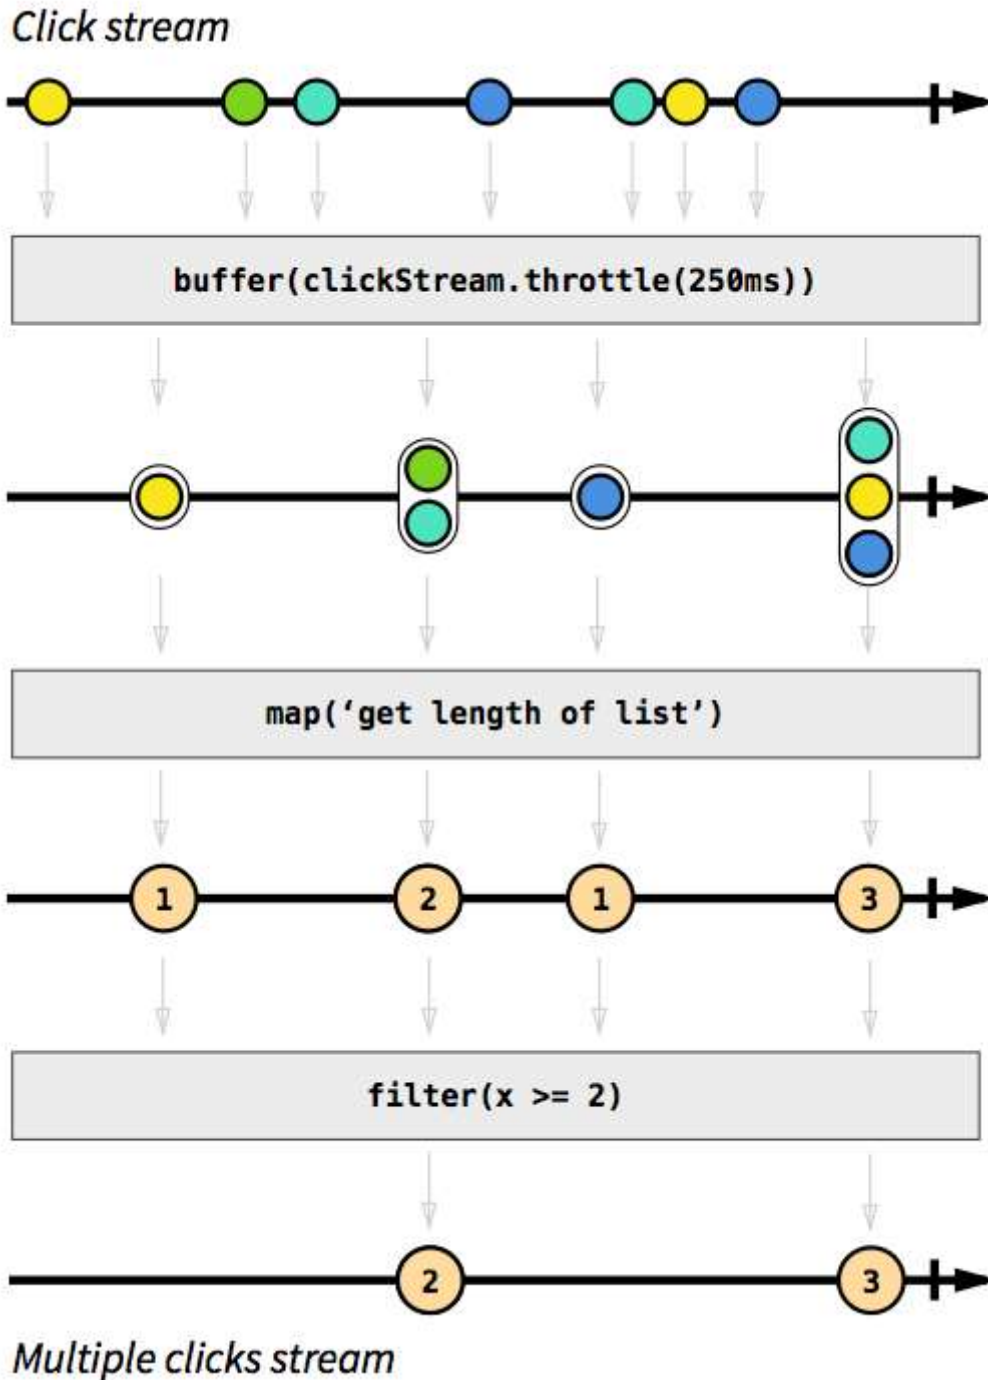 Click stream
buffer(clickStream.throttle(250ms))
map(‘get length of list’)
1 2 1 3
filter(x >= 2)
2 3
Multiple clicks stream